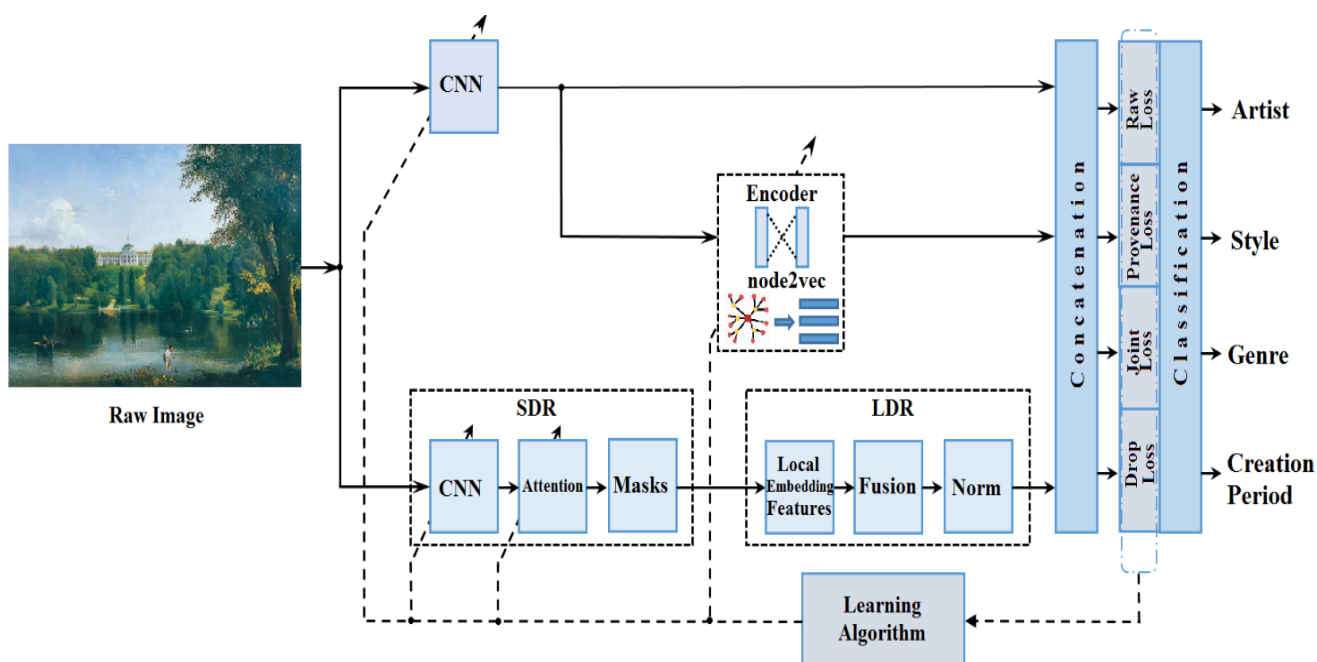 CNN
Raw Image
Encoder
node2vec
SDR
CNN
Attention
Masks
LDR
Local
Embedding
Features
Fusion
Norm
Concatenation
Raw
Loss
Provenance
Loss
Joint
Loss
Drop
Loss
Classification
Artist
Style
Genre
Creation
Period
Learning
Algorithm